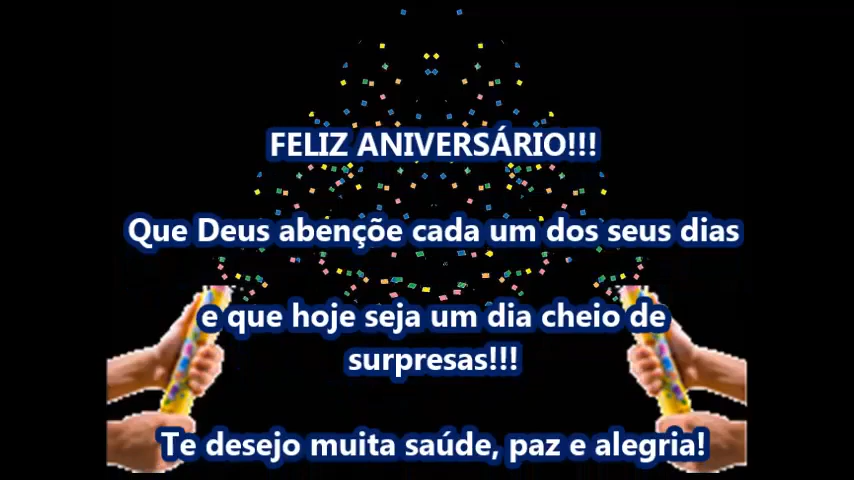 FELIZ ANIVERSÁRIO!!!
Que Deus abençõe cada um dos seus dias
e que hoje seja um dia cheio de
surpresas!!!
Te desejo muita saúde, paz e alegria!